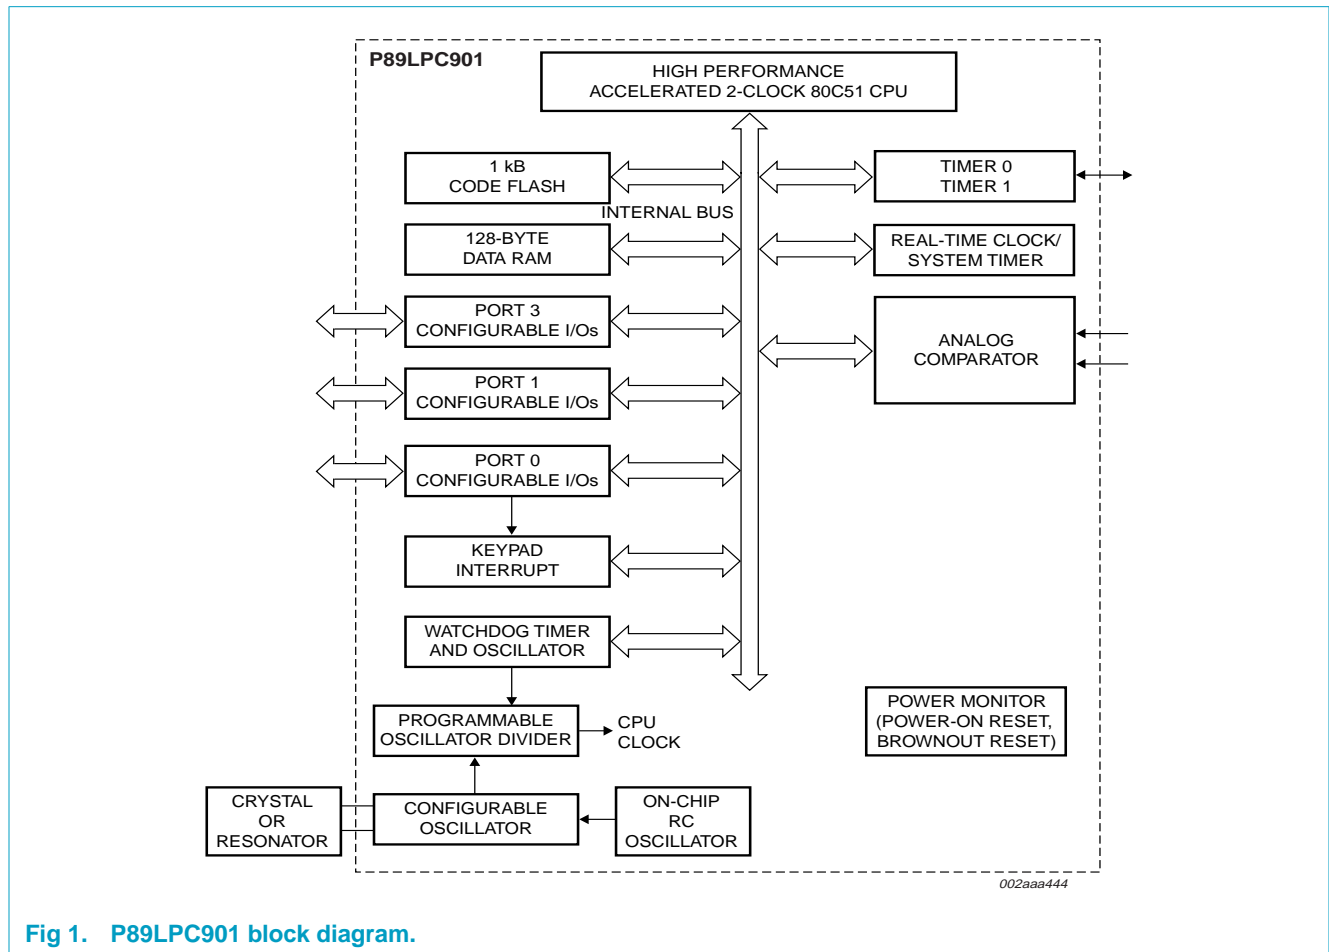 P89LPC901
HIGH PERFORMANCE
ACCELERATED 2-CLOCK 80C51 CPU
1 kB
CODE FLASH
TIMER 0
TIMER 1
INTERNAL BUS
128-BYTE
DATA RAM
REAL-TIME CLOCK/
SYSTEM TIMER
PORT 3
CONFIGURABLE I/Os
ANALOG
COMPARATOR
PORT 1
CONFIGURABLE I/Os
PORT 0
CONFIGURABLE I/Os
KEYPAD
INTERRUPT
WATCHDOG TIMER
AND OSCILLATOR
POWER MONITOR
(POWER-ON RESET,
BROWNOUT RESET)
PROGRAMMABLE
OSCILLATOR DIVIDER
CPU
CLOCK
CRYSTAL
OR
RESONATOR
CONFIGURABLE
OSCILLATOR
ON-CHIP
RC
OSCILLATOR
002aaa444
Fig 1. P89LPC901 block diagram.